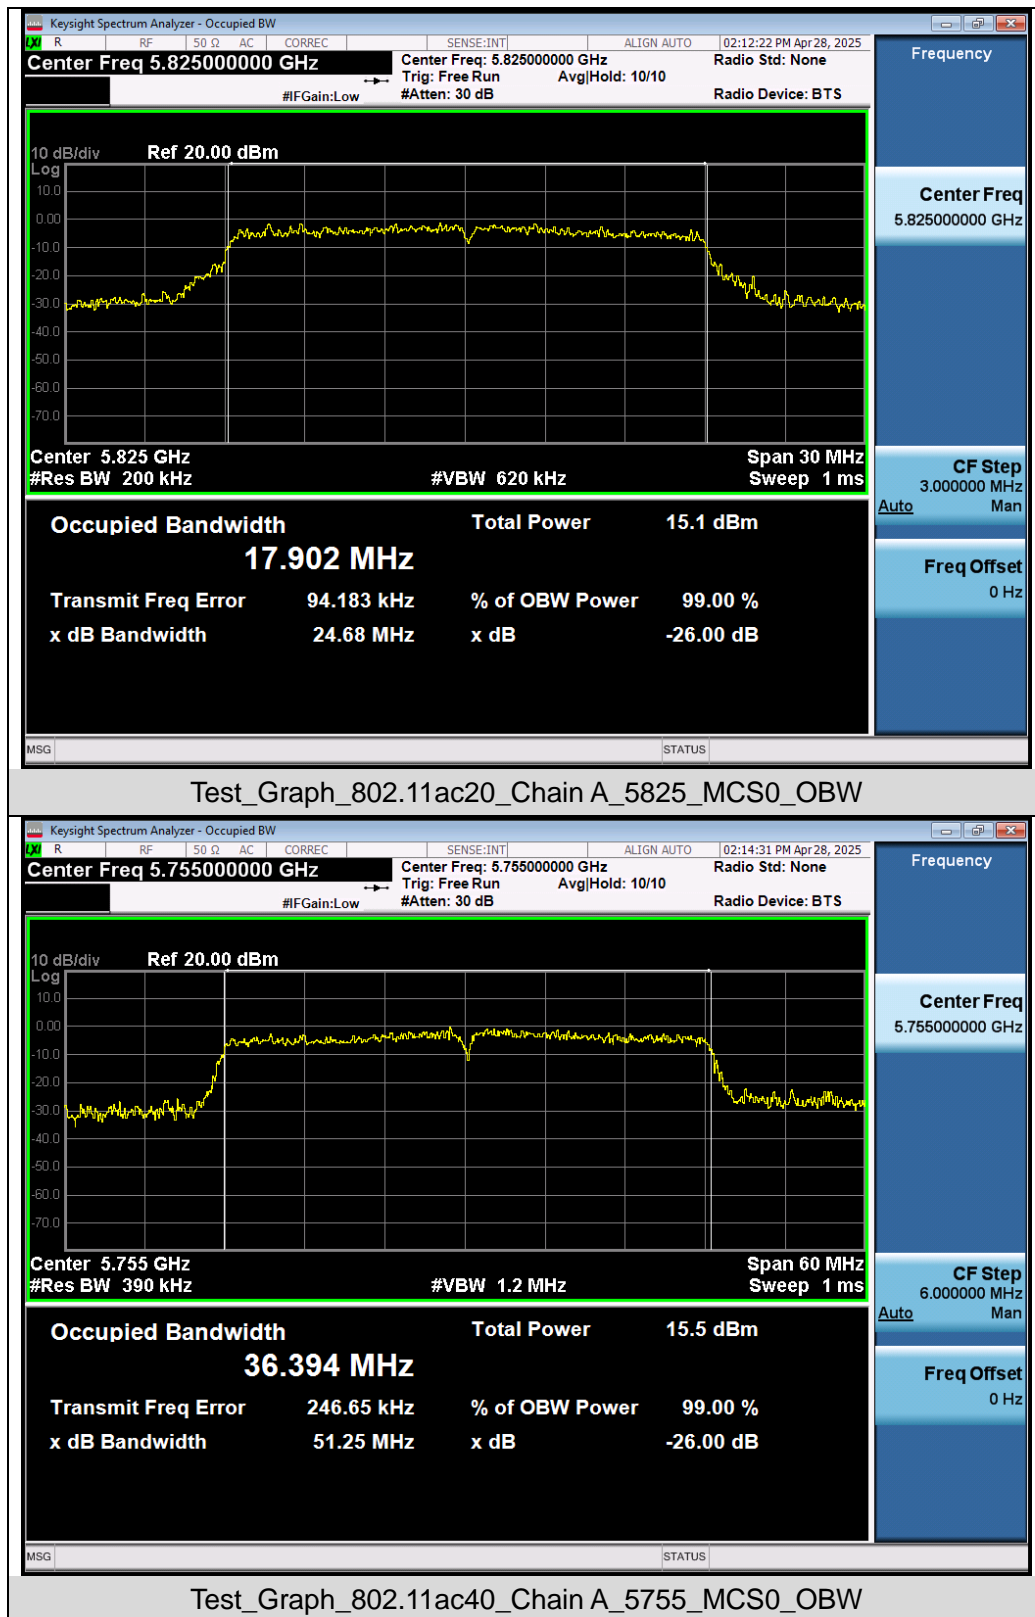 Keysight Spectrum Analyzer - Occupied BW
LXI R RF 50 Ω AC CORREC SENSE:INT ALIGN AUTO 02:12:22 PM Apr 28, 2025
Center Freq 5.825000000 GHz
Center Freq: 5.825000000 GHz
Radio Std: None
Trig: Free Run
Avg|Hold: 10/10
#IFGain:Low
#Atten: 30 dB
Radio Device: BTS
10 dB/div
Ref 20.00 dBm
Log
10.0
0.00
-10.0
-20.0
-30.0
-40.0
-50.0
-60.0
-70.0
Center 5.825 GHz
Span 30 MHz
#Res BW 200 kHz
#VBW 620 kHz
Sweep 1 ms
Occupied Bandwidth
Total Power
15.1 dBm
17.902 MHz
Transmit Freq Error
94.183 kHz
% of OBW Power
99.00 %
x dB Bandwidth
24.68 MHz
x dB
-26.00 dB
MSG
STATUS
Frequency
Center Freq
5.825000000 GHz
CF Step
3.000000 MHz
Auto Man
Freq Offset
0 Hz
Test_Graph_802.11ac20_Chain A_5825_MCS0_OBW
Keysight Spectrum Analyzer - Occupied BW
LXI R RF 50 Ω AC CORREC SENSE:INT ALIGN AUTO 02:14:31 PM Apr 28, 2025
Center Freq 5.755000000 GHz
Center Freq: 5.755000000 GHz
Radio Std: None
Trig: Free Run
Avg|Hold: 10/10
#IFGain:Low
#Atten: 30 dB
Radio Device: BTS
10 dB/div
Ref 20.00 dBm
Log
10.0
0.00
-10.0
-20.0
-30.0
-40.0
-50.0
-60.0
-70.0
Center 5.755 GHz
Span 60 MHz
#Res BW 390 kHz
#VBW 1.2 MHz
Sweep 1 ms
Occupied Bandwidth
Total Power
15.5 dBm
36.394 MHz
Transmit Freq Error
246.65 kHz
% of OBW Power
99.00 %
x dB Bandwidth
51.25 MHz
x dB
-26.00 dB
MSG
STATUS
Frequency
Center Freq
5.755000000 GHz
CF Step
6.000000 MHz
Auto Man
Freq Offset
0 Hz
Test_Graph_802.11ac40_Chain A_5755_MCS0_OBW